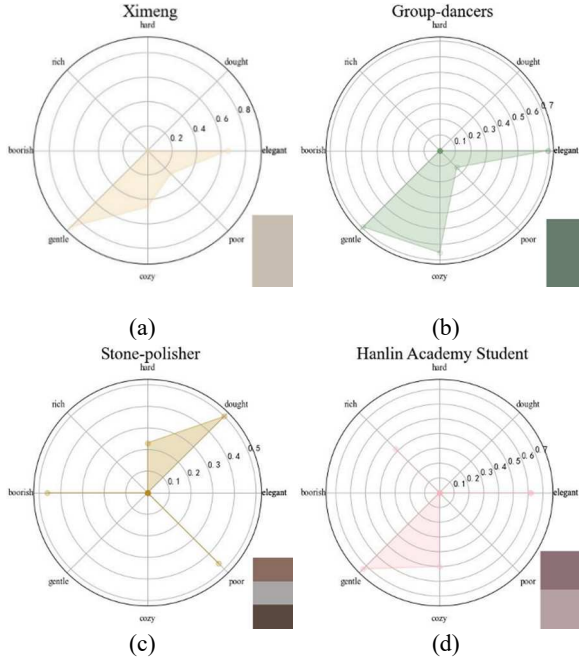 Ximeng
Group-dancers
hard
hard
rich
dought
rich
dought
0.2
0.4
0.6
0.8
0.1
0.2
0.3
0.4
0.5
0.6
0.7
boorish
elegant
boorish
elegant
gentle
poor
gentle
poor
cozy
cozy
(a)
(b)
Stone-polisher
Hanlin Academy Student
hard
hard
rich
dought
rich
dought
0.1
0.2
0.3
0.4
0.5
0.1
0.2
0.3
0.4
0.5
0.6
0.7
boorish
elegant
boorish
elegant
gentle
poor
gentle
poor
cozy
cozy
(c)
(d)